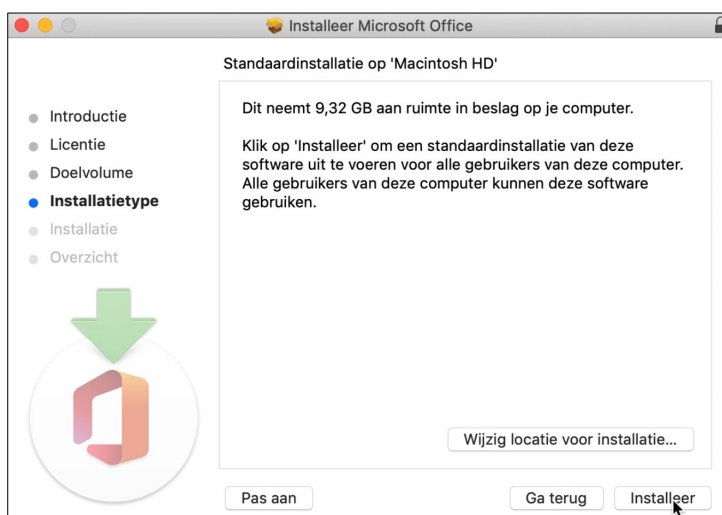 Installeer Microsoft Office
Standaardinstallatie op 'Macintosh HD'
Introductie
Licentie
Doelvolume
Installatietype
Installatie
Overzicht
Dit neemt 9,32 GB aan ruimte in beslag op je computer.
Klik op 'Installeer' om een standaardinstallatie van deze
software uit te voeren voor alle gebruikers van deze computer.
Alle gebruikers van deze computer kunnen deze software
gebruiken.
Wijzig locatie voor installatie...
Pas aan
Ga terug
Installeer